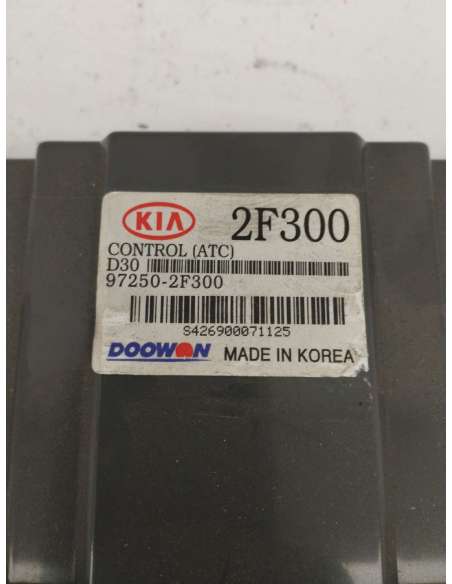 KIA 2F300
CONTROL (ATC)
D30
97250-2F300
S426900071125
DOOWON MADE IN KOREA